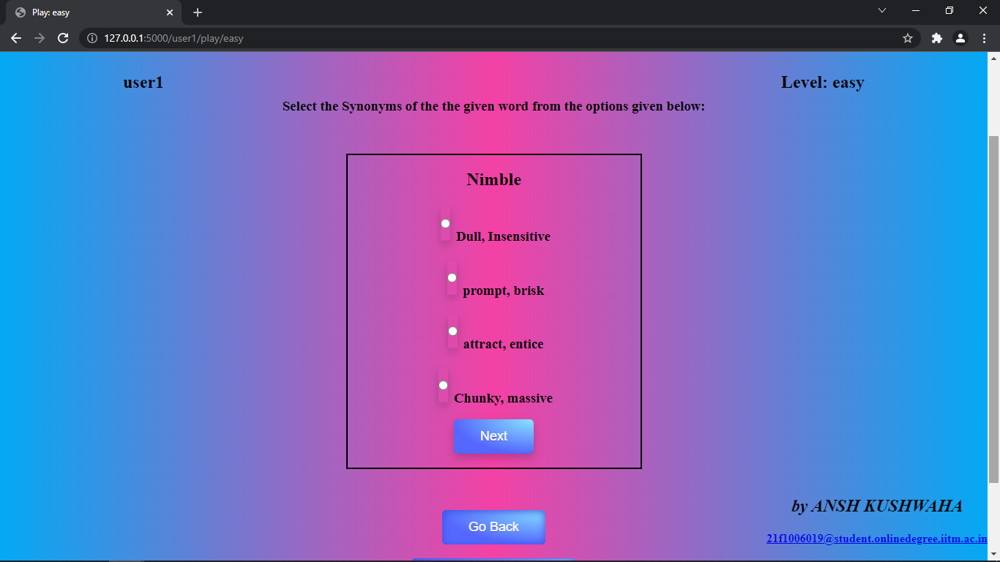 Play: easy
127.0.0.1:5000/user1/play/easy
user1
Level: easy
Select the Synonyms of the the given word from the options given below:
Nimble
Dull, Insensitive
prompt, brisk
attract, entice
Chunky, massive
Next
by ANSH KUSHWAHA
Go Back
21f1006019@student.onlinedegree.iitm.ac.in